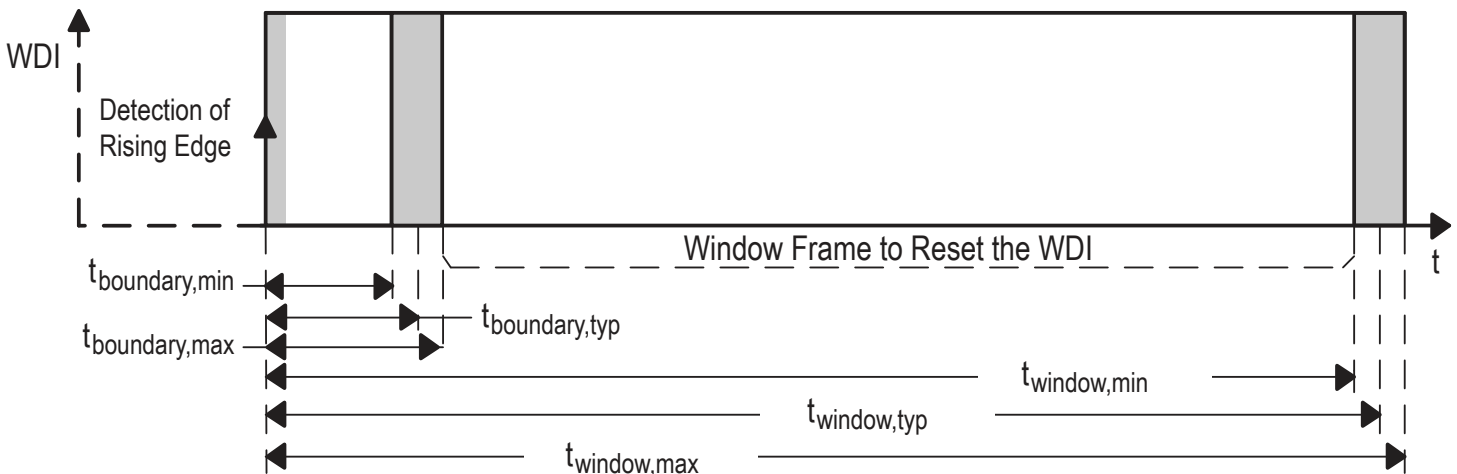 WDI
Detection of
Rising Edge
Window Frame to Reset the WDI
t
tboundary,min
tboundary,typ
tboundary,max
twindow,min
twindow,typ
twindow,max